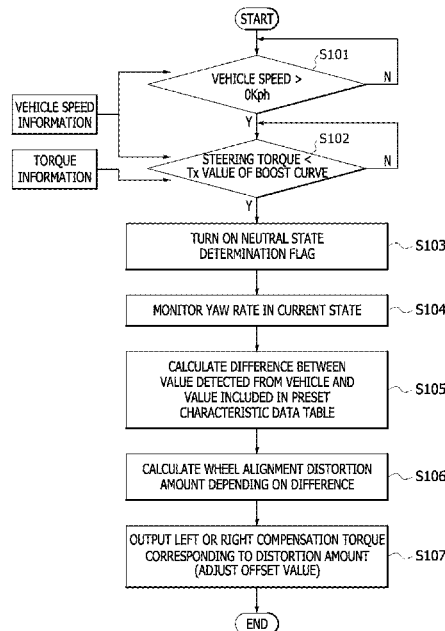 START
S101
VEHICLE SPEED >
0Kph
N
Y
VEHICLE SPEED
INFORMATION
S102
STEERING TORQUE <
Tx VALUE OF BOOST CURVE
N
TORQUE
INFORMATION
Y
TURN ON NEUTRAL STATE
DETERMINATION FLAG
S103
MONITOR YAW RATE IN CURRENT STATE
S104
CALCULATE DIFFERENCE BETWEEN
VALUE DETECTED FROM VEHICLE AND
VALUE INCLUDED IN PRESET
CHARACTERISTIC DATA TABLE
S105
CALCULATE WHEEL ALIGNMENT DISTORTION
AMOUNT DEPENDING ON DIFFERENCE
S106
OUTPUT LEFT OR RIGHT COMPENSATION TORQUE
CORRESPONDING TO DISTORTION AMOUNT
(ADJUST OFFSET VALUE)
S107
END